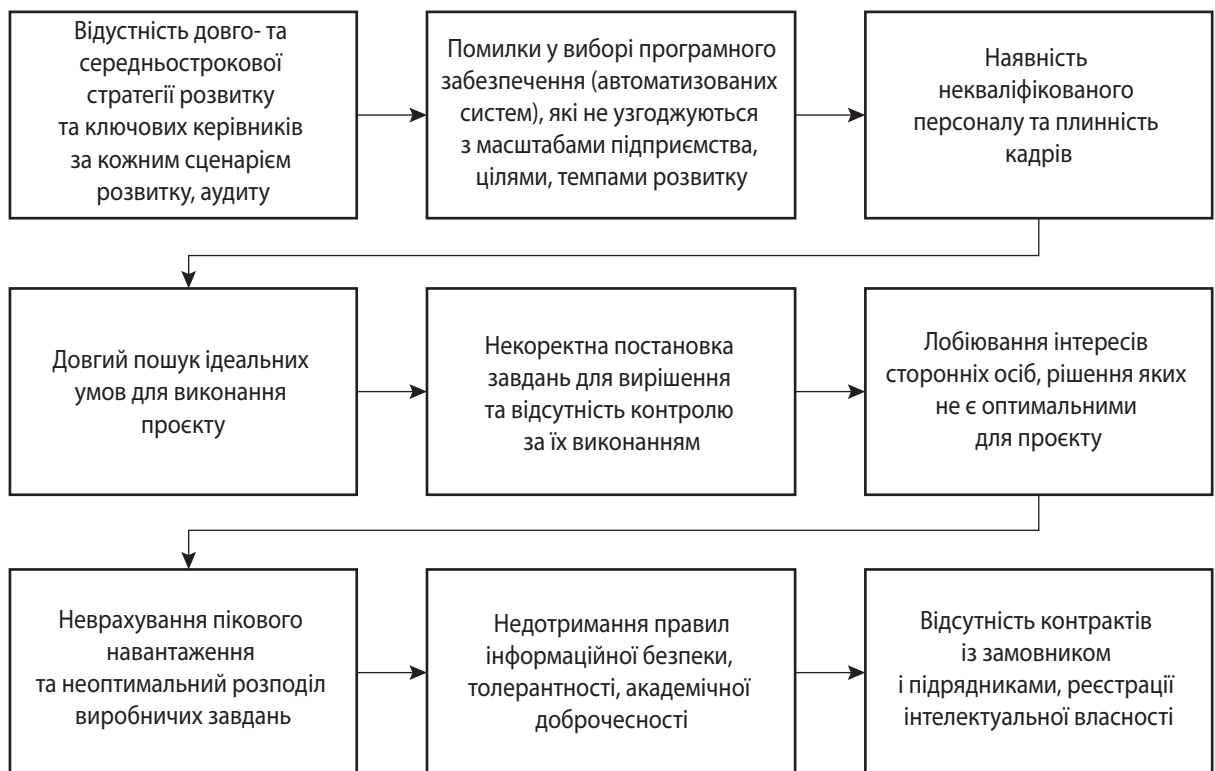 Відустність довго- та
середньострокової
стратегії розвитку
та ключових керівників
за кожним сценарієм
розвитку, аудиту
Помилки у виборі програмного
забезпечення (автоматизованих
систем), які не узгоджуються
з масштабами підприємства,
цілями, темпами розвитку
Наявність
некваліфікованого
персоналу та плинність
кадрів
Довгий пошук ідеальних
умов для виконання
проєкту
Некоректна постановка
завдань для вирішення
та відсутність контролю
за їх виконанням
Лобіювання інтересів
сторонніх осіб, рішення яких
не є оптимальними
для проєкту
Неврахування пікового
навантаження
та неоптимальний розподіл
виробничих завдань
Недотримання правил
інформаційної безпеки,
толерантності, академічної
доброчесності
Відсутність контрактів
із замовником
і підрядниками, реєстрації
інтелектуальної власності